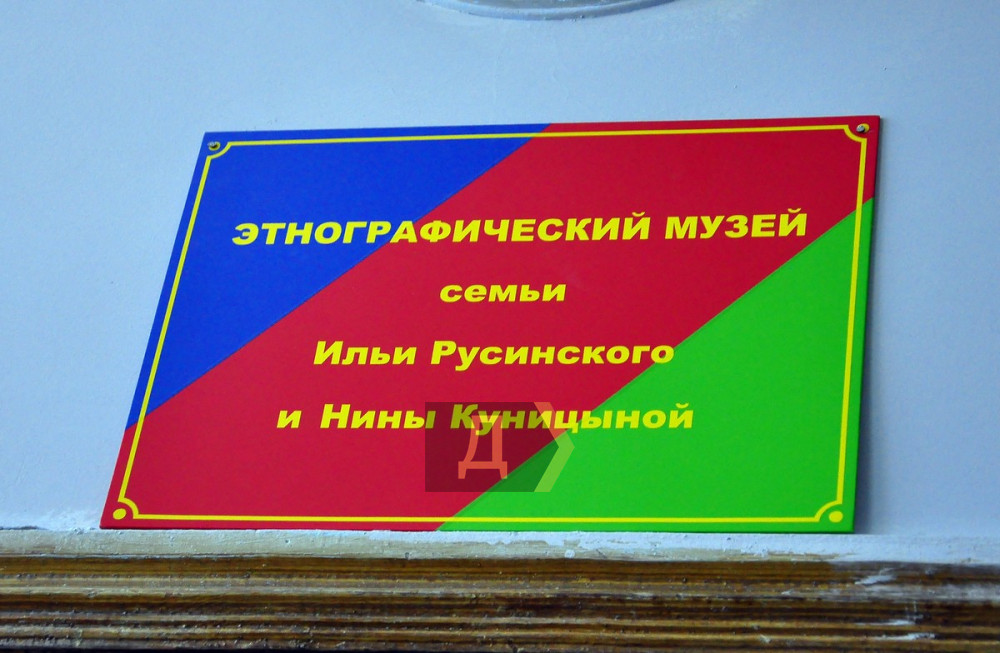 ЭТНОГРАФИЧЕСКИЙ МУЗЕЙ
семьи
Ильи Русинского
и Нины Куницыной
Д